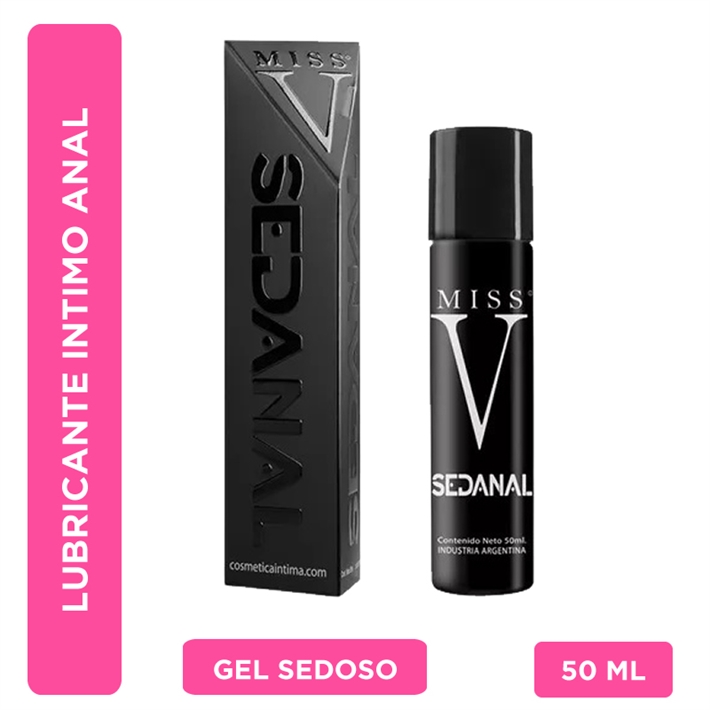 LUBRICANTE INTIMO ANAL
MISS
V
SEDANAL
SEDANAL
cosmeticaintima.com
MISS
V
SEDANAL
Contenido Neto 50ml.
INDUSTRIA ARGENTINA
GEL SEDOSO
50 ML